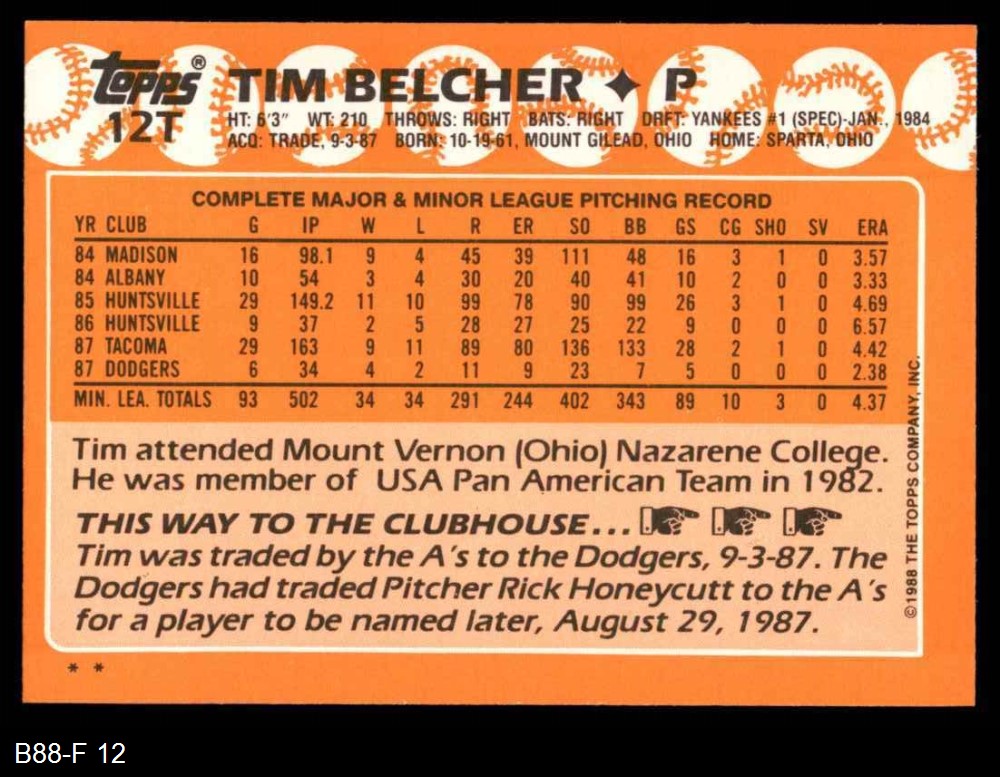 topps® TIM BELCHER ✦ P
12T HT: 6'3" WT: 210 THROWS: RIGHT BATS: RIGHT DRFT: YANKEES #1 (SPEC)-JAN., 1984
ACQ: TRADE, 9-3-87 BORN: 10-19-61, MOUNT GILEAD, OHIO HOME: SPARTA, OHIO
COMPLETE MAJOR & MINOR LEAGUE PITCHING RECORD
YR CLUB G IP W L R ER SO BB GS CG SHO SV ERA
84 MADISON 16 98.1 9 4 45 39 111 48 16 3 1 0 3.57
84 ALBANY 10 54 3 4 30 20 40 41 10 2 0 0 3.33
85 HUNTSVILLE 29 149.2 11 10 99 78 90 99 26 3 1 0 4.69
86 HUNTSVILLE 9 37 2 5 28 27 25 22 9 0 0 0 6.57
87 TACOMA 29 163 9 11 89 80 136 133 28 2 1 0 4.42
87 DODGERS 6 34 4 2 11 9 23 7 5 0 0 0 2.38
MIN. LEA. TOTALS 93 502 34 34 291 244 402 343 89 10 3 0 4.37
Tim attended Mount Vernon (Ohio) Nazarene College.
He was member of USA Pan American Team in 1982.
THIS WAY TO THE CLUBHOUSE...
Tim was traded by the A's to the Dodgers, 9-3-87. The
Dodgers had traded Pitcher Rick Honeycutt to the A's
for a player to be named later, August 29, 1987.
©1988 THE TOPPS COMPANY, INC.
* *
B88-F 12